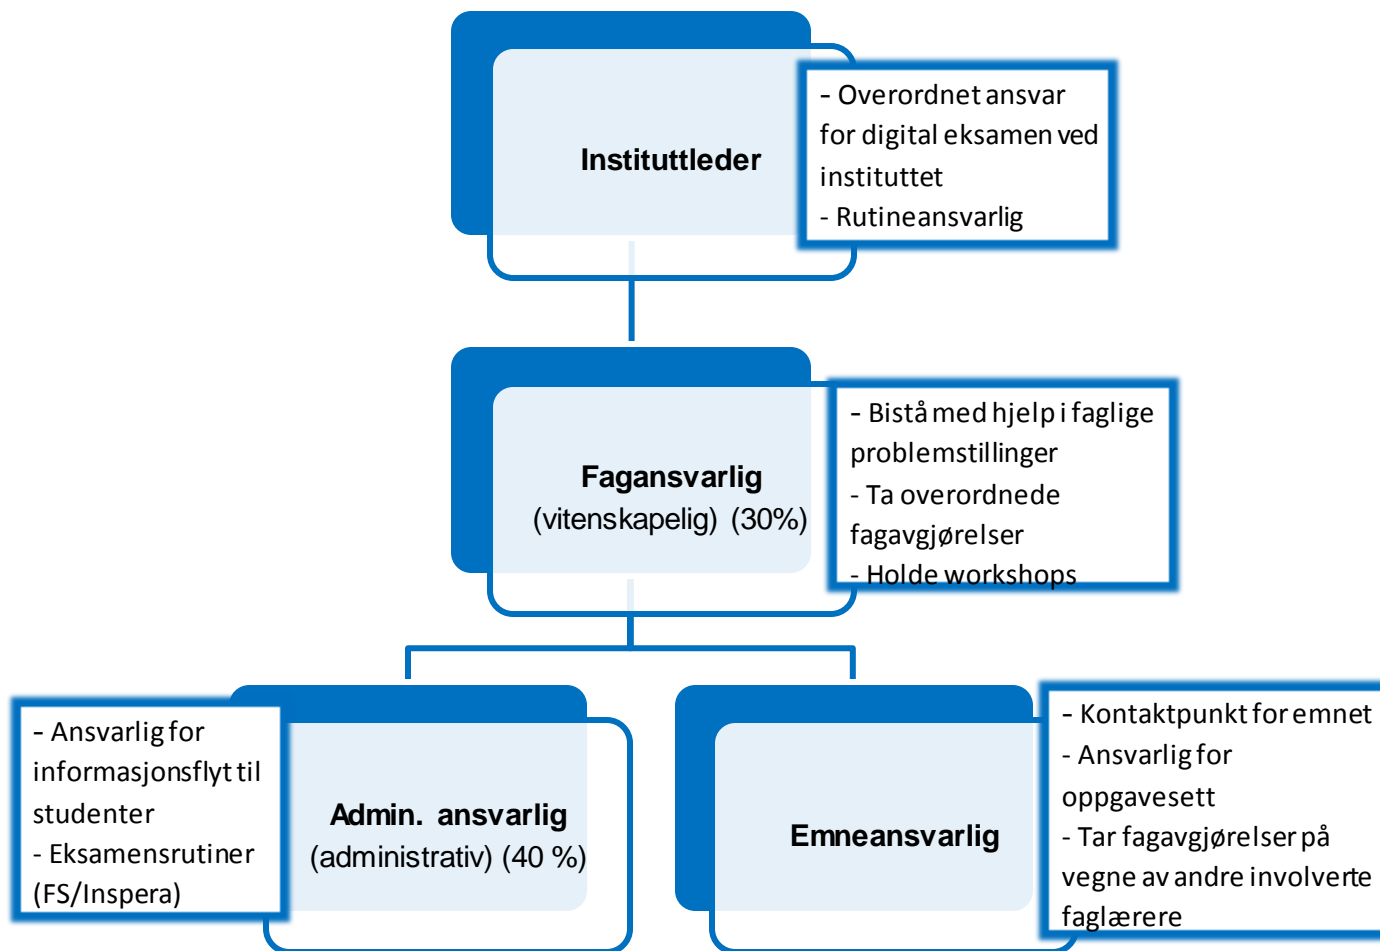 Instituttleder
- Overordnet ansvar
for digital eksamen ved
instituttet
- Rutineansvarlig
Fagansvarlig
(vitenskapelig) (30%)
- Bistå med hjelp i faglige
problemstillinger
- Ta overordnede
fagavgjørelser
- Holde workshops
- Ansvarlig for
informasjonsflyt til
studenter
- Eksamensrutiner
(FS/Inspera)
Admin. ansvarlig
(administrativ) (40 %)
Emneansvarlig
- Kontaktpunkt for emnet
- Ansvarlig for
oppgavesett
- Tar fagavgjørelser på
vegne av andre involverte
faglærere